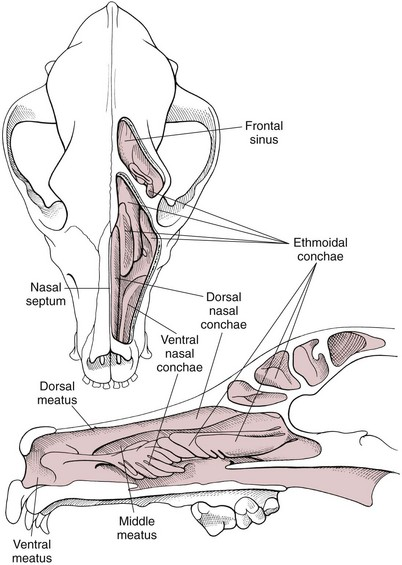 Frontal
sinus
Ethmoidal
conchae
Nasal
septum
Dorsal
nasal
conchae
Ventral
nasal
conchae
Dorsal
meatus
Middle
meatus
Ventral
meatus